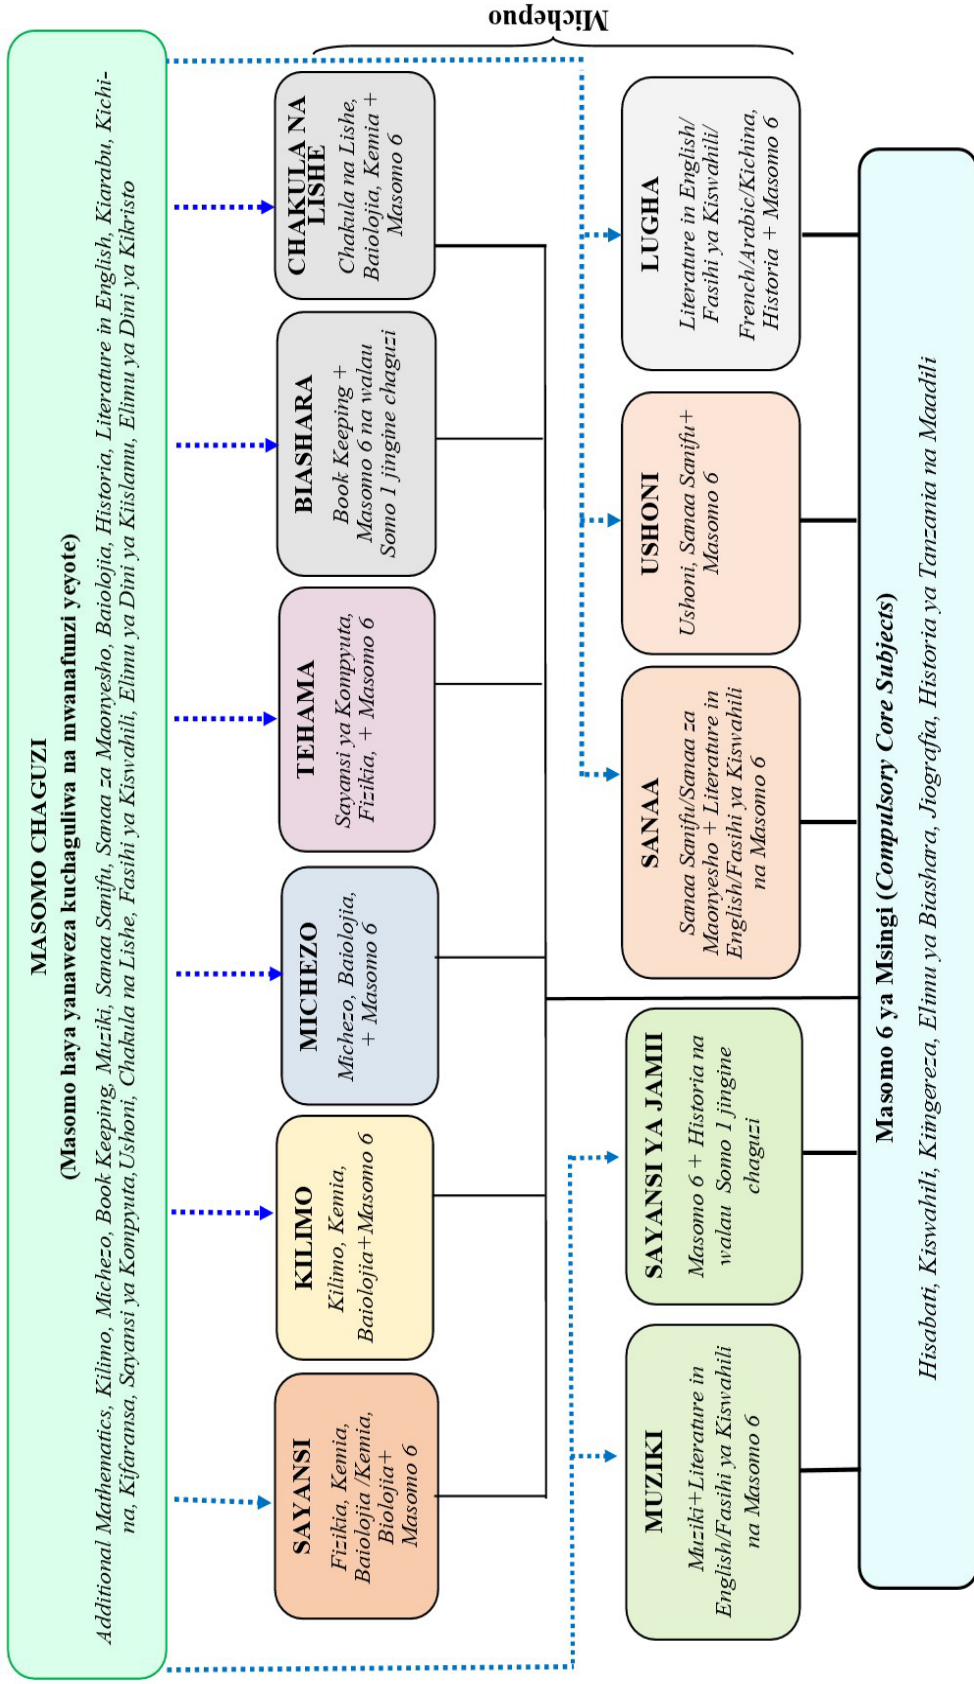 MASOMO CHAGUZI
(Masomo haya yanaweza kuchaguliwa na mwanafunzi yeyote)
Additional Mathematics, Kilimo, Michezo, Book Keeping, Muziki, Sanaa Sanifu, Sanaa za Maonyesho, Baiolojia, Historia, Literature in English, Kiarabu, Kichi-
na, Kifaransa, Sayansi ya Kompyuta,Ushoni, Chakula na Lishe, Fasihi ya Kiswahili, Elimu ya Dini ya Kiislamu, Elimu ya Dini ya Kikristo
SAYANSI
Fizikia, Kemia,
Baiolojia /Kemia,
Biolojia+
Masomo 6
KILIMO
Kilimo, Kemia,
Baiolojia+Masomo 6
MICHEZO
Michezo, Baiolojia,
+ Masomo 6
TEHAMA
Sayansi ya Kompyuta,
Fizikia, + Masomo 6
BIASHARA
Book Keeping +
Masomo 6 na walau
Somo 1 jingine chaguzi
CHAKULA NA
LISHE
Chakula na Lishe,
Baiolojia, Kemia +
Masomo 6
Michepuo
MUZIKI
Muziki+Literature in
English/Fasihi ya Kiswahili
na Masomo 6
SAYANSI YA JAMII
Masomo 6 + Historia na
walau Somo 1 jingine
chaguzi
SANAA
Sanaa Sanifu/Sanaa za
Maonyesho + Literature in
English/Fasihi ya Kiswahili
na Masomo 6
USHONI
Ushoni, Sanaa Sanifu+
Masomo 6
LUGHA
Literature in English/
Fasihi ya Kiswahili/
French/Arabic/Kichina,
Historia + Masomo 6
Masomo 6 ya Msingi (Compulsory Core Subjects)
Hisabati, Kiswahili, Kiingereza, Elimu ya Biashara, Jiografia, Historia ya Tanzania na Maadili